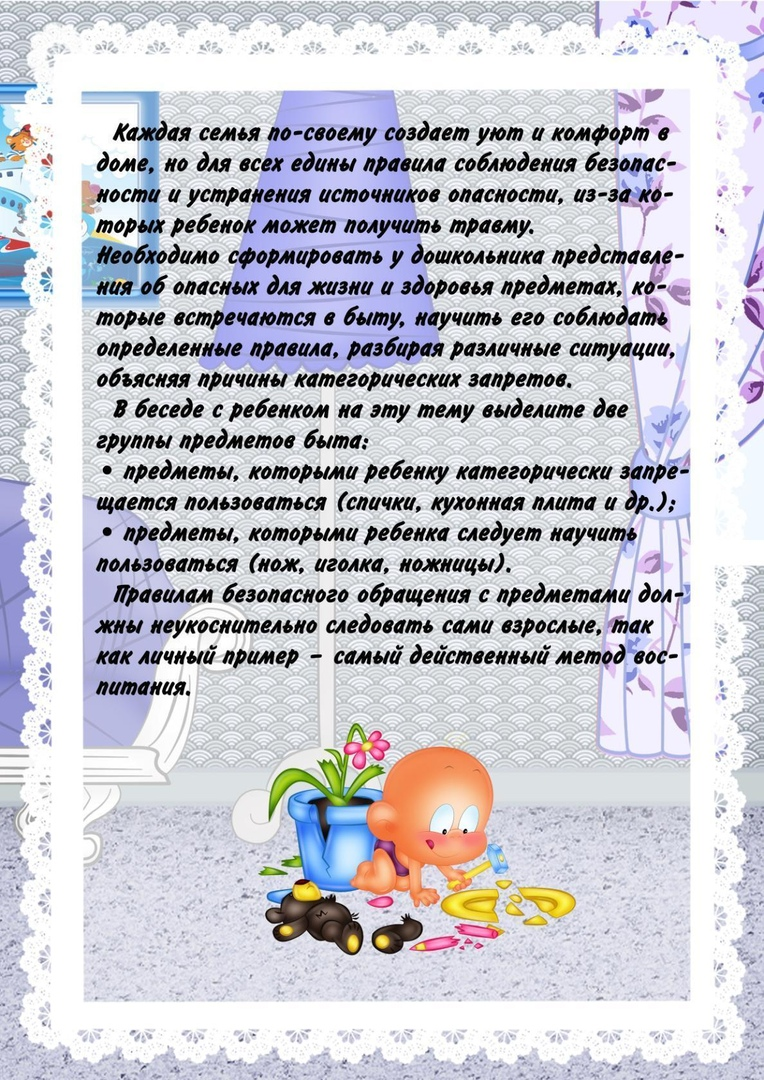 Каждая семья по-своему создает уют и комфорт в
доме, но для всех едины правила соблюдения безопас-
ности и устранения источников опасности, из-за ко-
торых ребенок может получить травму.
Необходимо сформировать у дошкольника представле-
ния об опасных для жизни и здоровья предметах, ко-
торые встречаются в быту, научить его соблюдать
определенные правила, разбирая различные ситуации,
объясняя причины категорических запретов.
В беседе с ребенком на эту тему выделите две
группы предметов быта:
• предметы, которыми ребенку категорически запре-
щается пользоваться (спички, кухонная плита и др.);
• предметы, которыми ребенка следует научить
пользоваться (нож, иголка, ножницы).
Правилам безопасного обращения с предметами дол-
жны неукоснительно следовать сами взрослые, так
как личный пример – самый действенный метод вос-
питания.